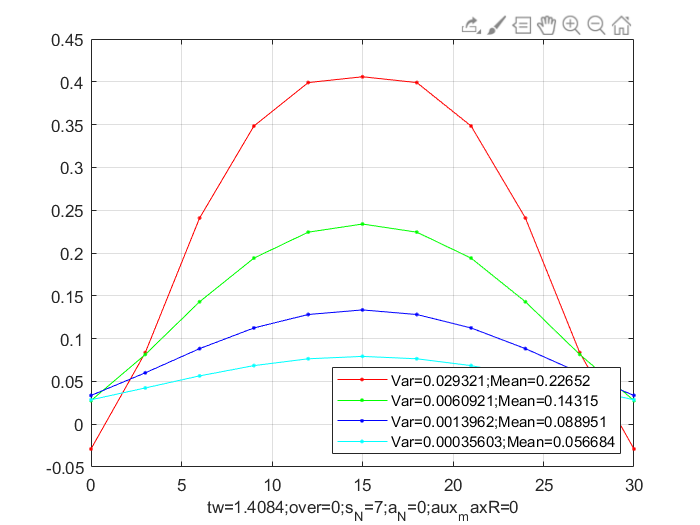 0.45
0.4
0.35
0.3
0.25
0.2
0.15
0.1
0.05
0
-0.05
Var=0.029321;Mean=0.22652
Var=0.0060921;Mean=0.14315
Var=0.0013962;Mean=0.088951
Var=0.00035603;Mean=0.056684
0 5 10 15 20 25 30
tw=1.4084;over=0;s_N=7;a_N=0;aux_maxR=0